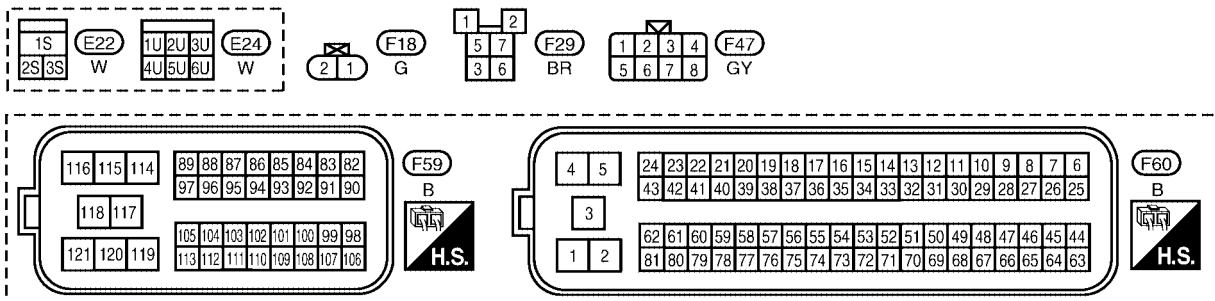 1S
2S 3S
E22
W
1U 2U 3U
4U 5U 6U
E24
W
2 1
F18
G
1 2
5 7
3 6
F29
BR
1 2 3 4
5 6 7 8
F47
GY
116 115 114
118 117
121 120 119
89 88 87 86 85 84 83 82
97 96 95 94 93 92 91 90
105 104 103 102 101 100 99 98
113 112 111 110 109 108 107 106
F59
B
H.S.
4 5
3
1 2
24 23 22 21 20 19 18 17 16 15 14 13 12 11 10 9 8 7 6
43 42 41 40 39 38 37 36 35 34 33 32 31 30 29 28 27 26 25
62 61 60 59 58 57 56 55 54 53 52 51 50 49 48 47 46 45 44
81 80 79 78 77 76 75 74 73 72 71 70 69 68 67 66 65 64 63
F60
B
H.S.